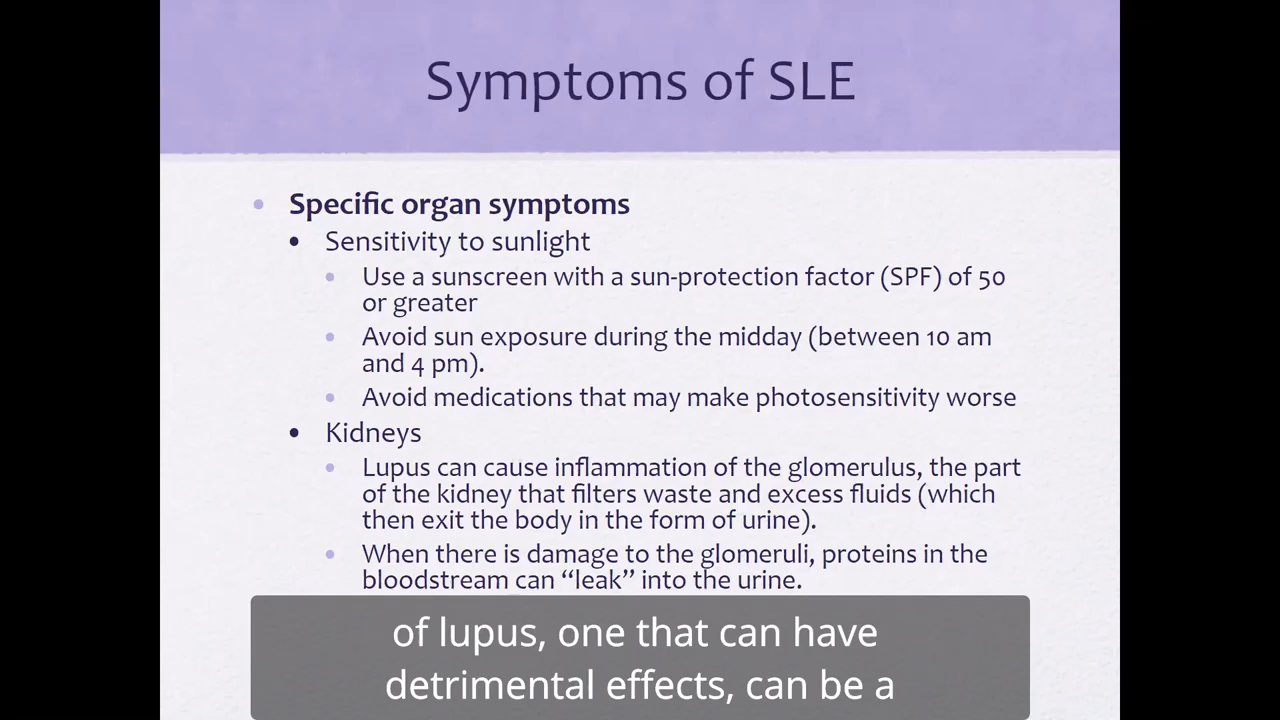 Symptoms of SLE
• Specific organ symptoms
• Sensitivity to sunlight
• Use a sunscreen with a sun-protection factor (SPF) of 50
or greater
• Avoid sun exposure during the midday (between 10 am
and 4 pm).
• Avoid medications that may make photosensitivity worse
• Kidneys
• Lupus can cause inflammation of the glomerulus, the part
of the kidney that filters waste and excess fluids (which
then exit the body in the form of urine).
• When there is damage to the glomeruli, proteins in the
bloodstream can “leak” into the urine.
of lupus, one that can have
detrimental effects, can be a